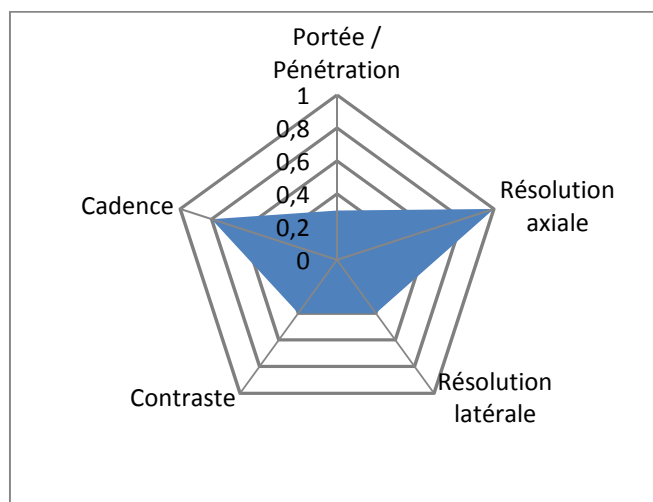 Portée /
Pénétration
1
0,8
0,6
0,4
0,2
0
Résolution
axiale
Résolution
latérale
Contraste
Cadence